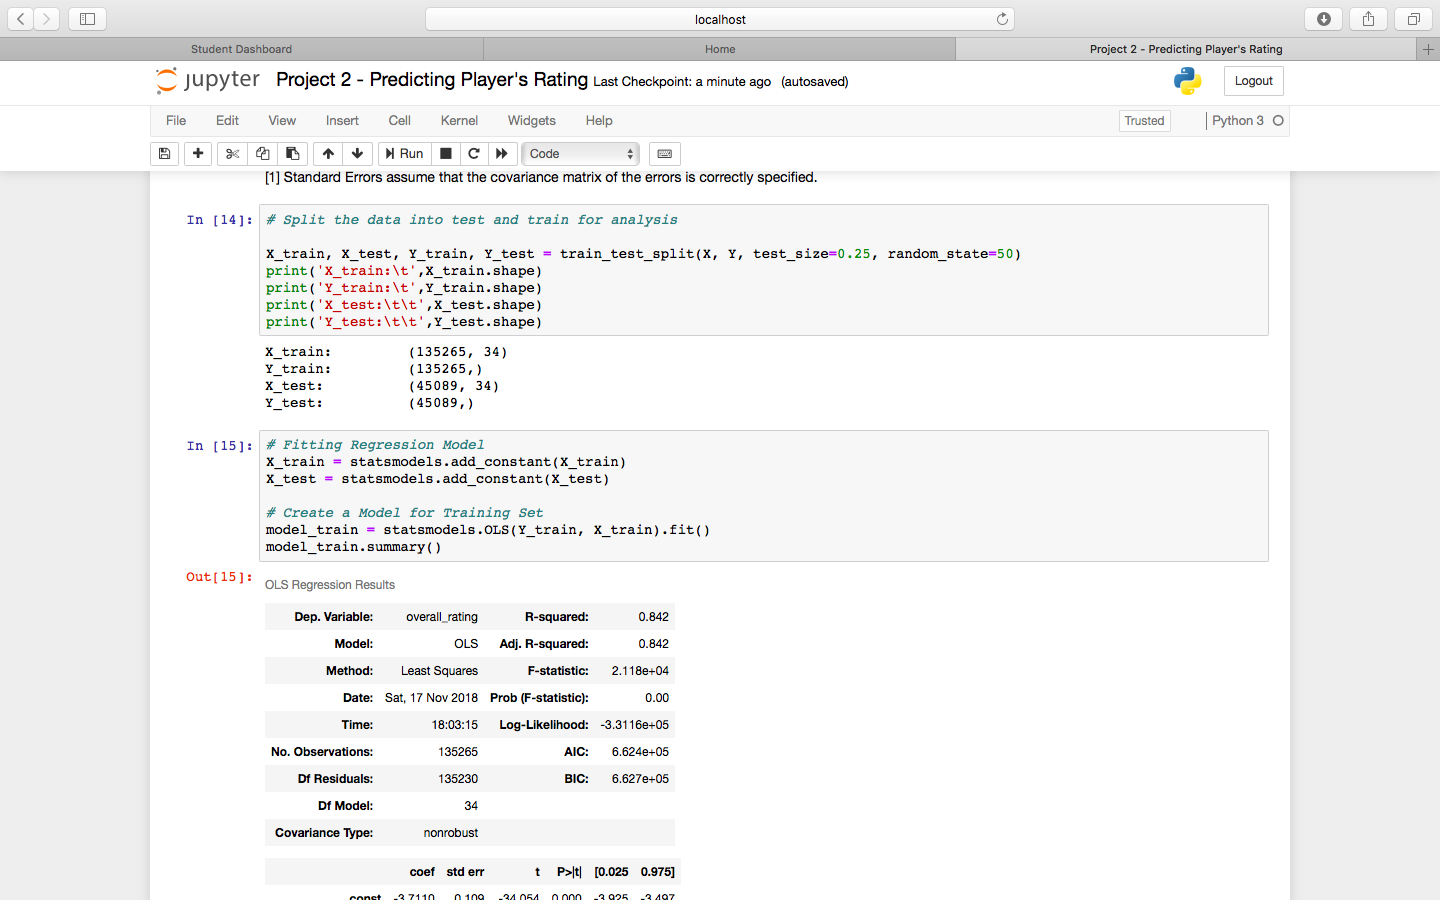 localhost
Student Dashboard
Home
Project 2 - Predicting Player's Rating
jupyter Project 2 - Predicting Player's Rating Last Checkpoint: a minute ago (autosaved)
Logout
File Edit View Insert Cell Kernel Widgets Help
Trusted
Python 3
Run
Code
[1] Standard Errors assume that the covariance matrix of the errors is correctly specified.
In [14]:
# Split the data into test and train for analysis
X_train, X_test, Y_train, Y_test = train_test_split(X, Y, test_size=0.25, random_state=50)
print('X_train:\t',X_train.shape)
print('Y_train:\t',Y_train.shape)
print('X_test:\t\t',X_test.shape)
print('Y_test:\t\t',Y_test.shape)
X_train: (135265, 34)
Y_train: (135265,)
X_test: (45089, 34)
Y_test: (45089,)
In [15]:
# Fitting Regression Model
X_train = statsmodels.add_constant(X_train)
X_test = statsmodels.add_constant(X_test)
# Create a Model for Training Set
model_train = statsmodels.OLS(Y_train, X_train).fit()
model_train.summary()
Out[15]:
OLS Regression Results
Dep. Variable: overall_rating R-squared: 0.842
Model: OLS Adj. R-squared: 0.842
Method: Least Squares F-statistic: 2.118e+04
Date: Sat, 17 Nov 2018 Prob (F-statistic): 0.00
Time: 18:03:15 Log-Likelihood: -3.3116e+05
No. Observations: 135265 AIC: 6.624e+05
Df Residuals: 135230 BIC: 6.627e+05
Df Model: 34
Covariance Type: nonrobust
coef std err t P>|t| [0.025 0.975]
const -3.7110 0.109 -34.054 0.000 -3.925 -3.497